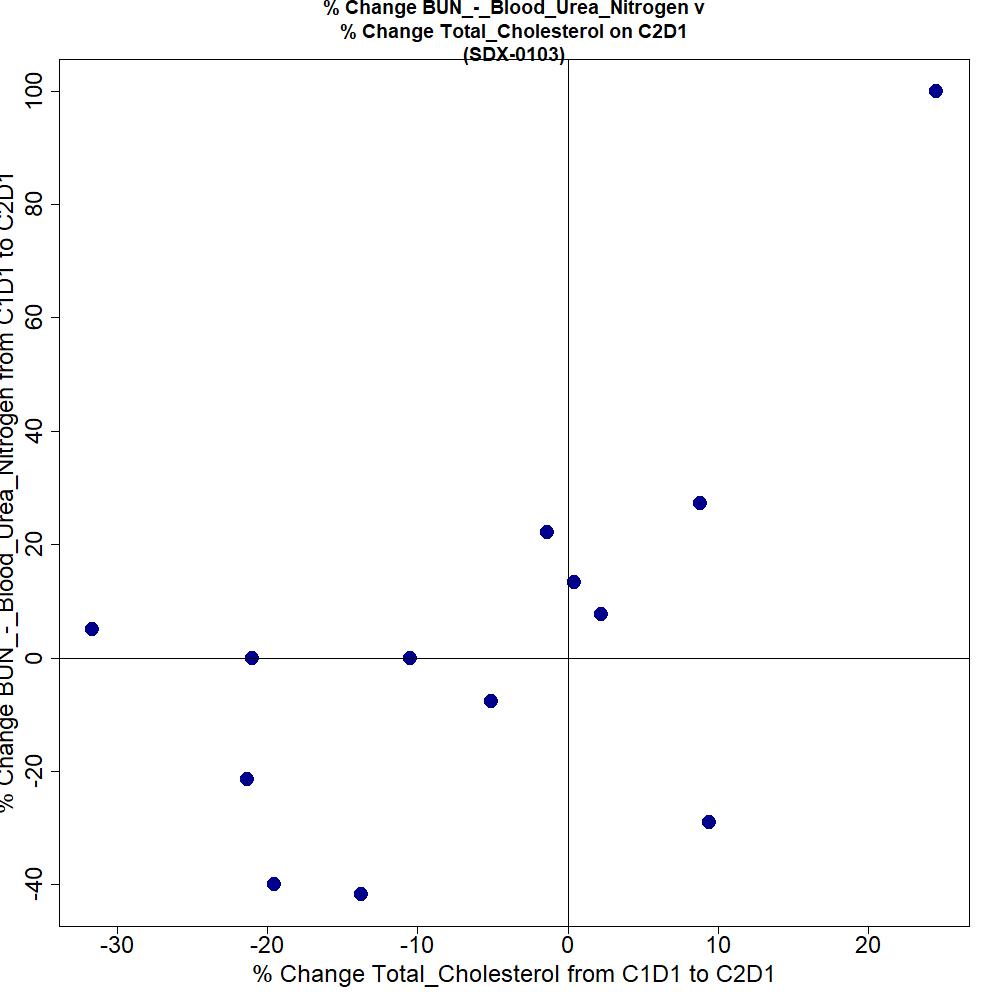 % Change BUN_-_Blood_Urea_Nitrogen v
% Change Total_Cholesterol on C2D1
(SDX-0103)
% Change BUN_-_Blood_Urea_Nitrogen from C1D1 to C2D1
100
80
60
40
20
0
-20
-40
-30
-20
-10
0
10
20
% Change Total_Cholesterol from C1D1 to C2D1